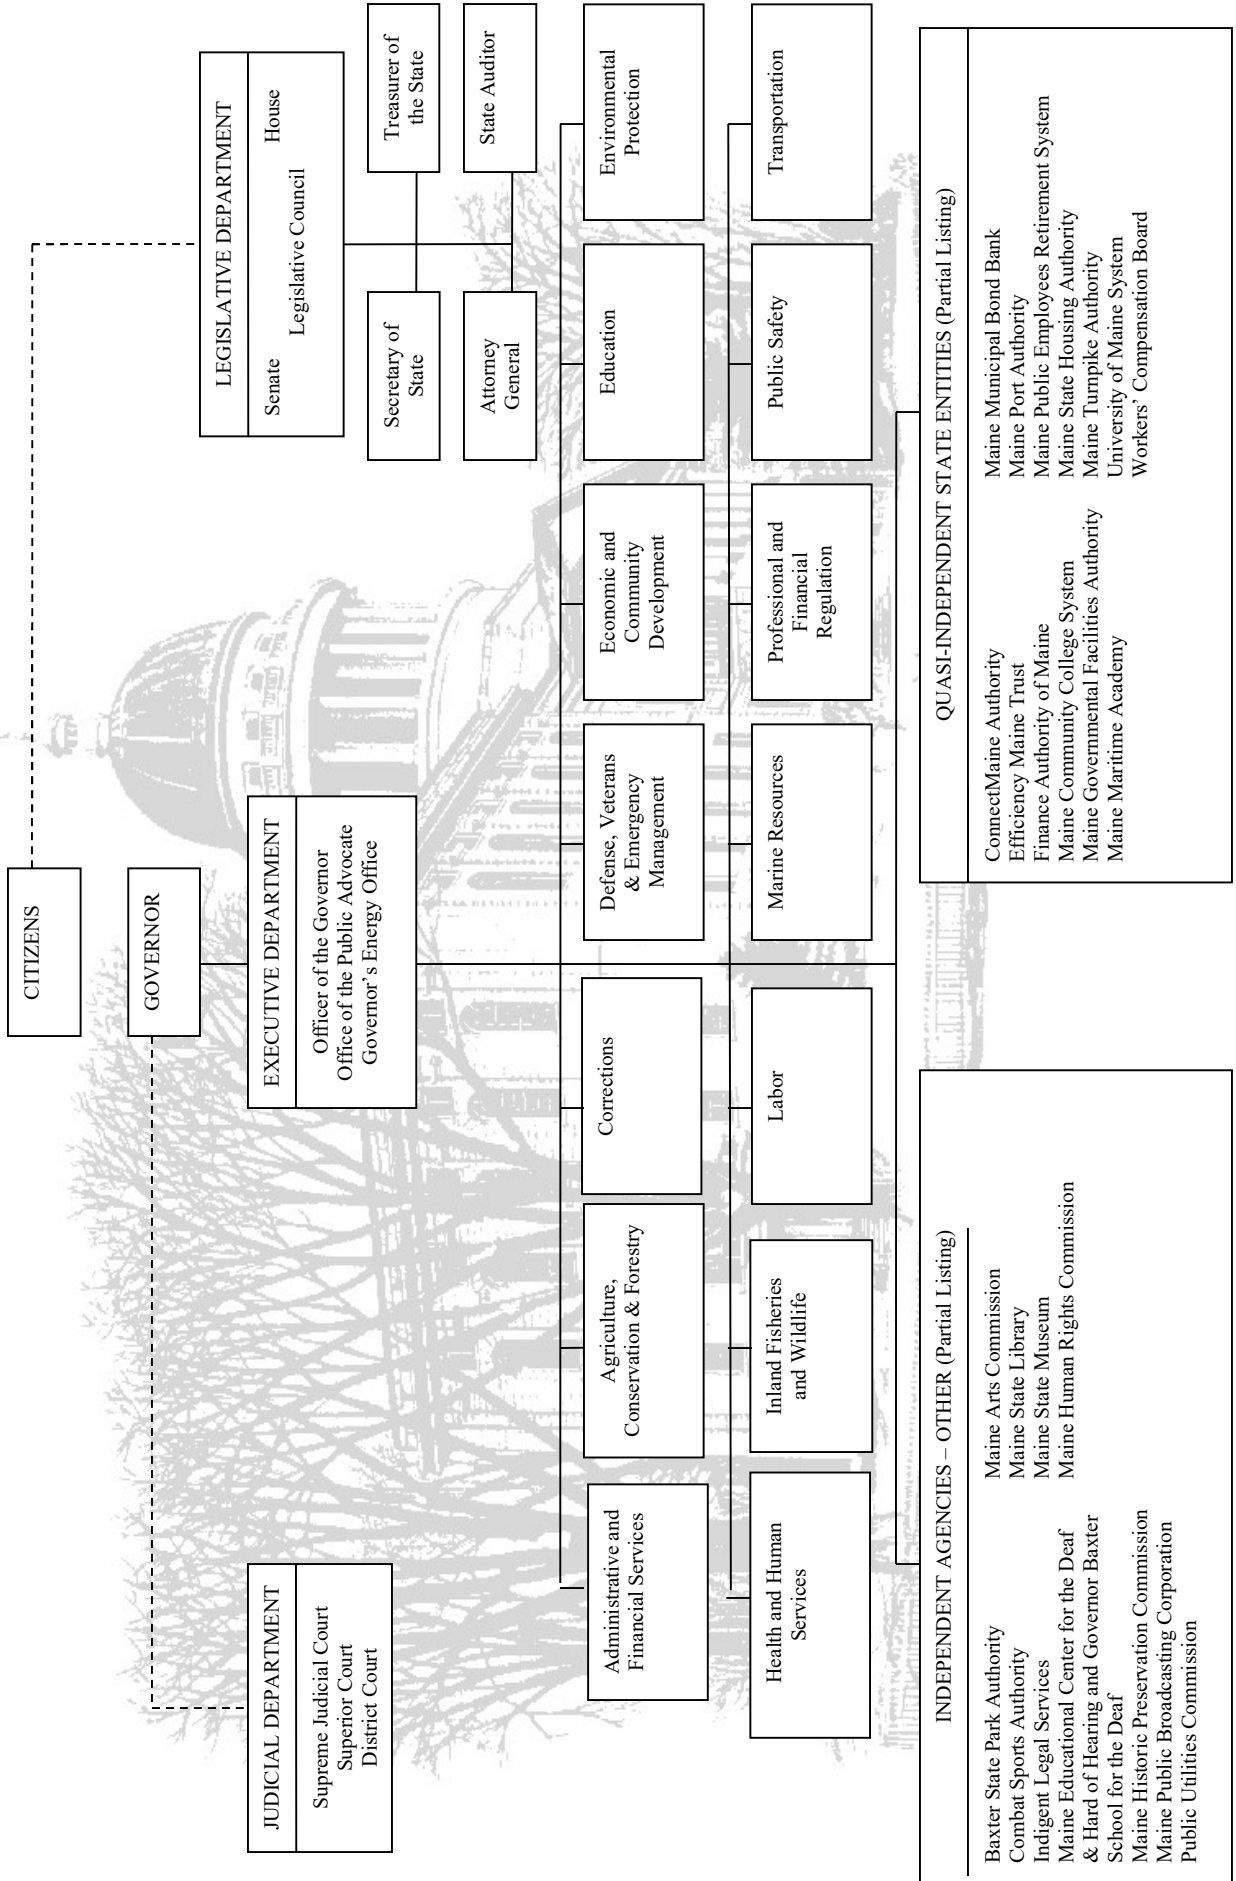 CITIZENS
GOVERNOR
JUDICIAL DEPARTMENT
Supreme Judicial Court
Superior Court
District Court
EXECUTIVE DEPARTMENT
Officer of the Governor
Office of the Public Advocate
Governor's Energy Office
LEGISLATIVE DEPARTMENT
Senate House
Legislative Council
Secretary of
State
Treasurer of
the State
Attorney
General
State Auditor
Administrative and
Financial Services
Agriculture,
Conservation & Forestry
Corrections
Defense, Veterans
& Emergency
Management
Economic and
Community
Development
Education
Environmental
Protection
Health and Human
Services
Inland Fisheries
and Wildlife
Labor
Marine Resources
Professional and
Financial
Regulation
Public Safety
Transportation
INDEPENDENT AGENCIES – OTHER (Partial Listing)
Baxter State Park Authority
Combat Sports Authority
Indigent Legal Services
Maine Educational Center for the Deaf
& Hard of Hearing and Governor Baxter
School for the Deaf
Maine Historic Preservation Commission
Maine Public Broadcasting Corporation
Public Utilities Commission
Maine Arts Commission
Maine State Library
Maine State Museum
Maine Human Rights Commission
QUASI-INDEPENDENT STATE ENTITIES (Partial Listing)
ConnectMaine Authority
Efficiency Maine Trust
Finance Authority of Maine
Maine Community College System
Maine Governmental Facilities Authority
Maine Maritime Academy
Maine Municipal Bond Bank
Maine Port Authority
Maine Public Employees Retirement System
Maine State Housing Authority
Maine Turnpike Authority
University of Maine System
Workers' Compensation Board